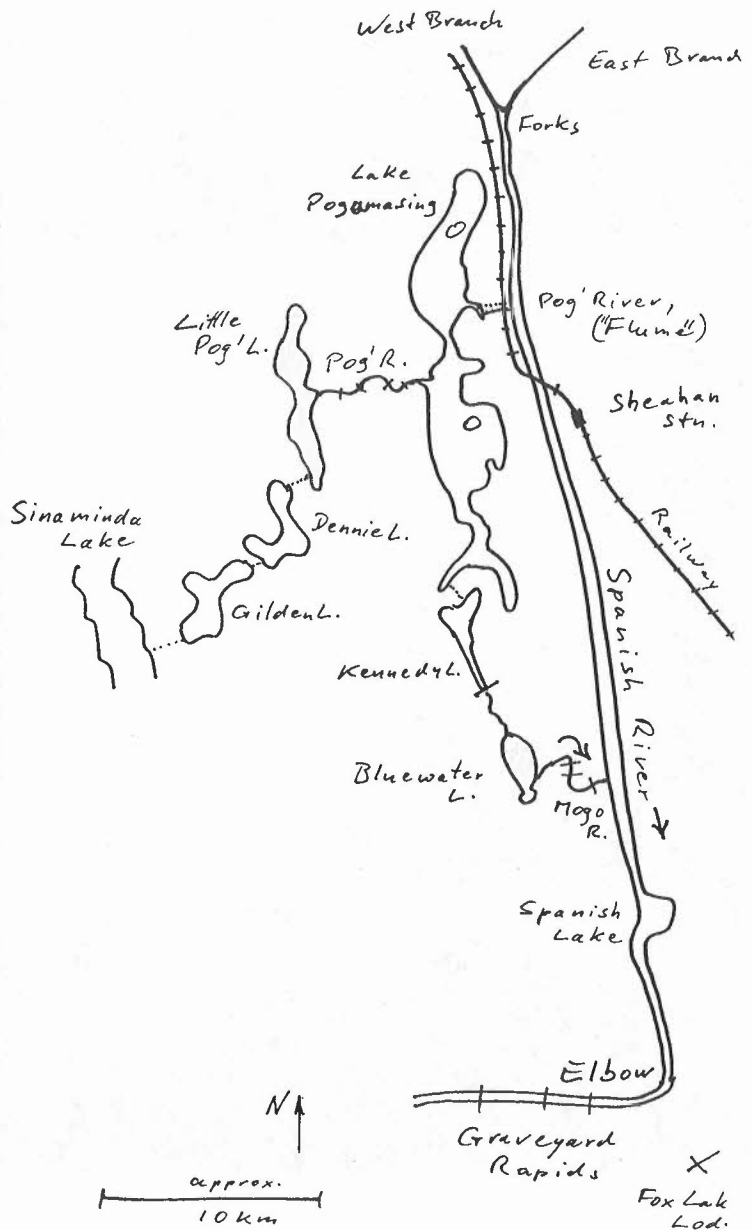 West Branch
East Branch
Forks
Lake
Pogamasing
Pog' River,
("Flume")
Little
Pog' L.
Pog' R.
Sheahan
Stn.
Sinaminda
Lake
Dennie L.
Railway
Gilden L.
Spanish River
Kennedy L.
Bluewater
L.
Mogo
R.
Spanish
Lake
Elbow
N
Graveyard
Rapids
approx.
10 km
Fox Lak
Lod.